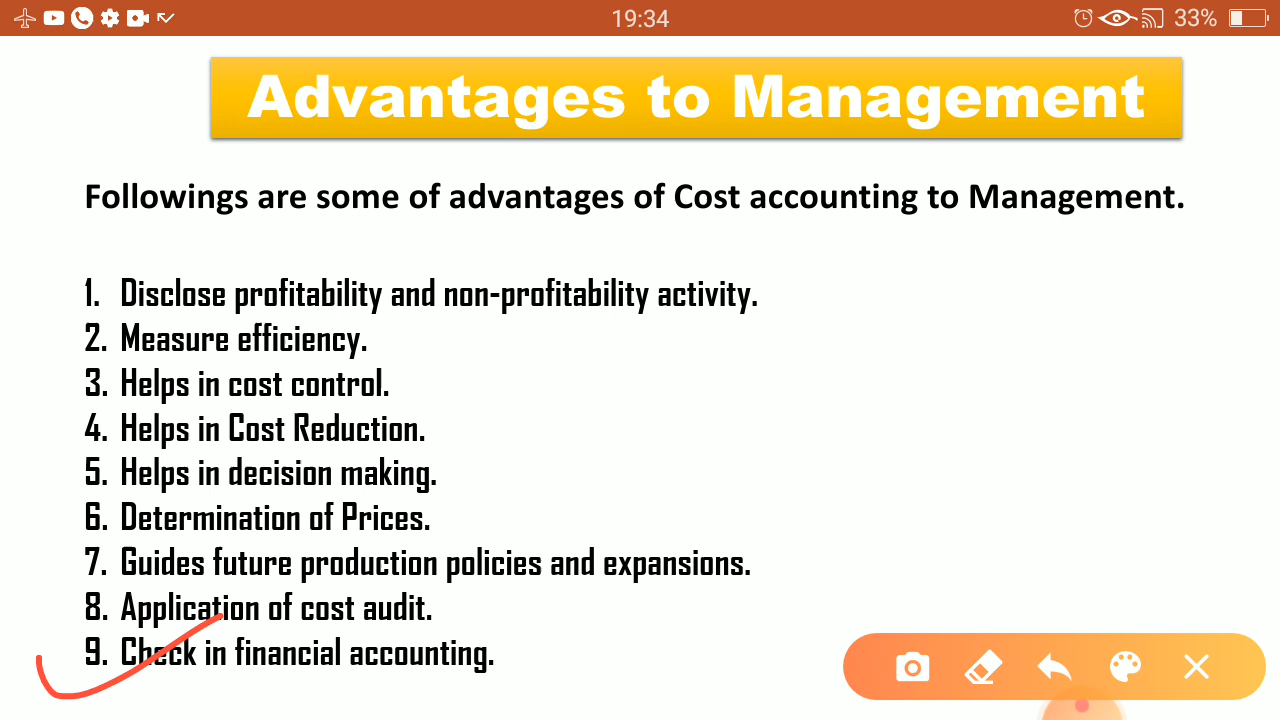 19:34
33%
Advantages to Management
Followings are some of advantages of Cost accounting to Management.
1. Disclose profitability and non-profitability activity.
2. Measure efficiency.
3. Helps in cost control.
4. Helps in Cost Reduction.
5. Helps in decision making.
6. Determination of Prices.
7. Guides future production policies and expansions.
8. Application of cost audit.
9. Check in financial accounting.